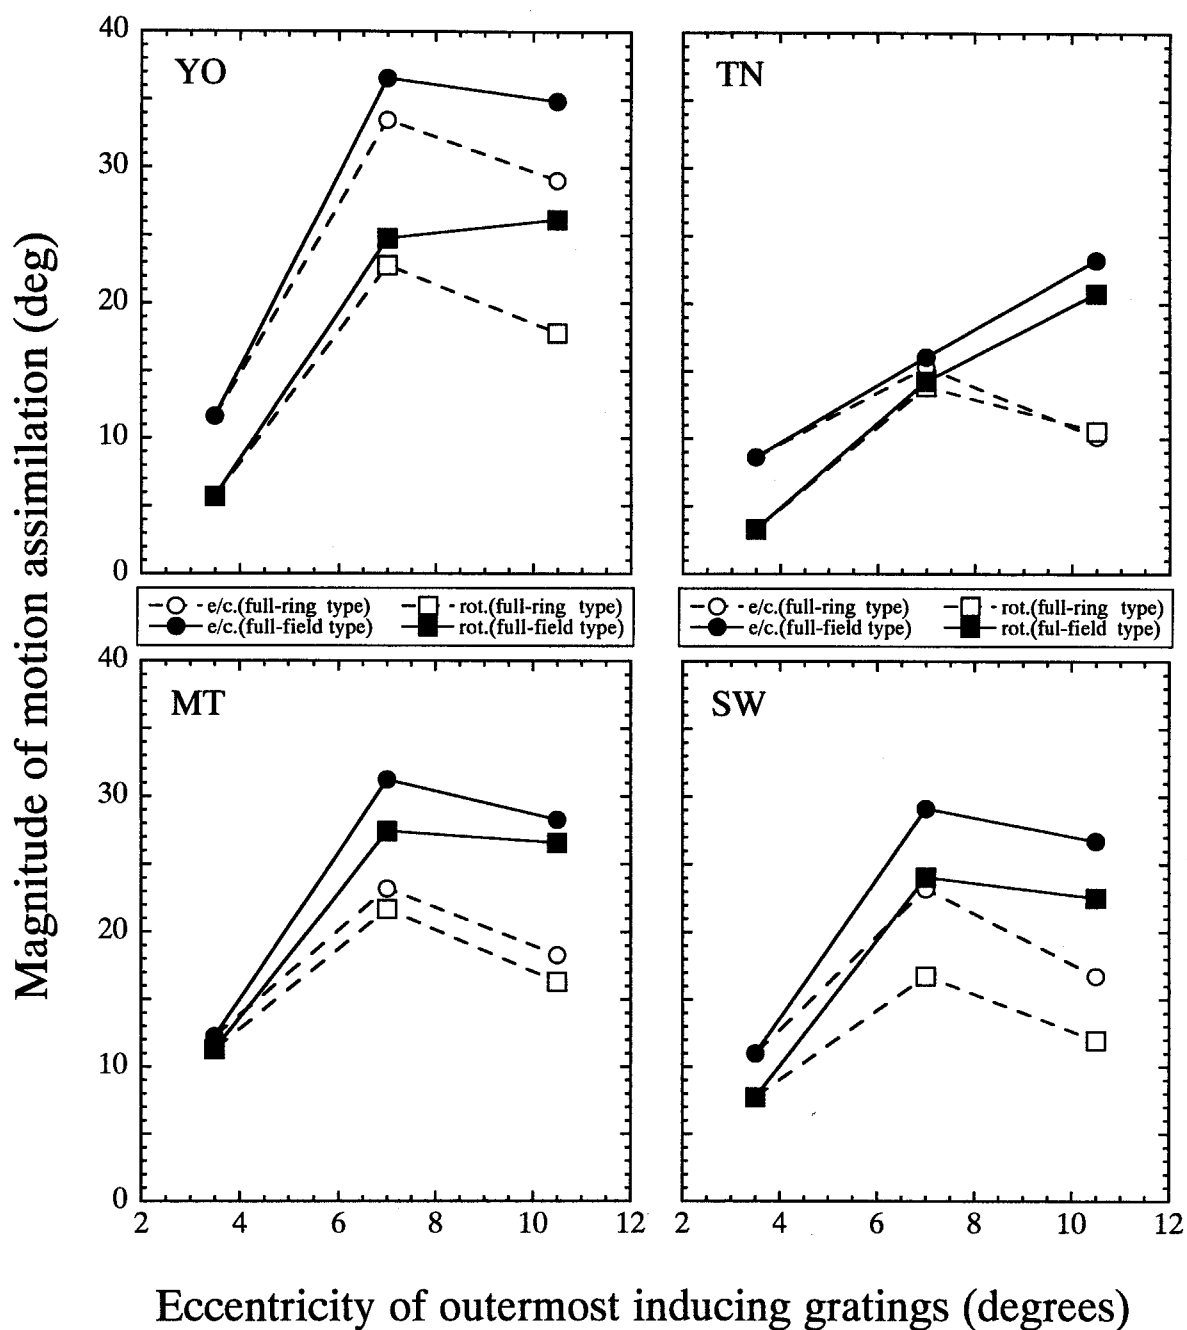 Magnitude of motion assimilation (deg)
40
30
20
10
0
YO
TN
e/c.(full-ring type)
rot.(full-ring type)
e/c.(full-field type)
rot.(full-field type)
e/c.(full-ring type)
rot.(full-ring type)
e/c.(full-field type)
rot.(ful-field type)
40
30
20
10
0
MT
SW
2 4 6 8 10 12
2 4 6 8 10 12
Eccentricity of outermost inducing gratings (degrees)